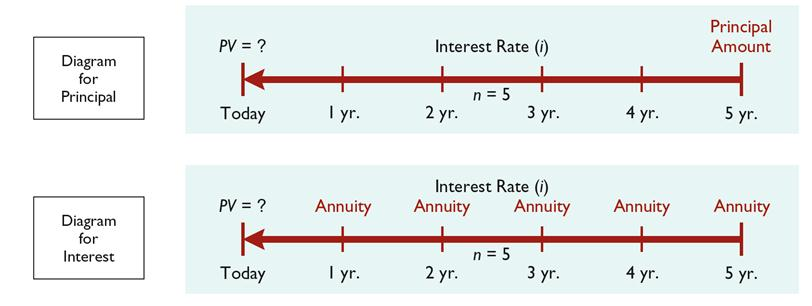 Diagram
for
Principal
Principal
Amount
PV = ?
Interest Rate (i)
n = 5
Today
1 yr.
2 yr.
3 yr.
4 yr.
5 yr.
Diagram
for
Interest
Interest Rate (i)
PV = ?
Annuity
Annuity
Annuity
Annuity
Annuity
n = 5
Today
1 yr.
2 yr.
3 yr.
4 yr.
5 yr.